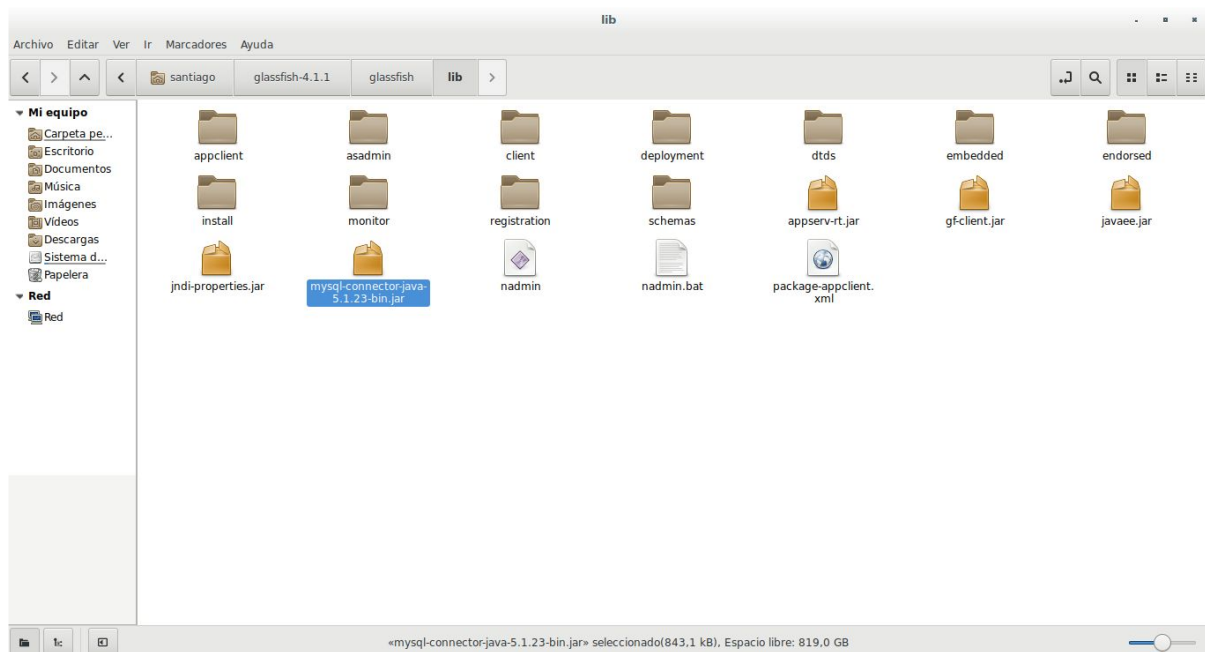 lib
Archivo Editar Ver Ir Marcadores Ayuda
santiago glassfish-4.1.1 glassfish lib
Mi equipo
Carpeta pe...
Escritorio
Documentos
Música
Imágenes
Vídeos
Descargas
Sistema d...
Papelera
Red
Red
appclient asadmin client deployment dtds embedded endorsed
install monitor registration schemas appserv-rt.jar gf-client.jar javaee.jar
jndi-properties.jar mysql-connector-java-5.1.23-bin.jar nadmin nadmin.bat package-appclient.xml
«mysql-connector-java-5.1.23-bin.jar» seleccionado(843,1 kB), Espacio libre: 819,0 GB